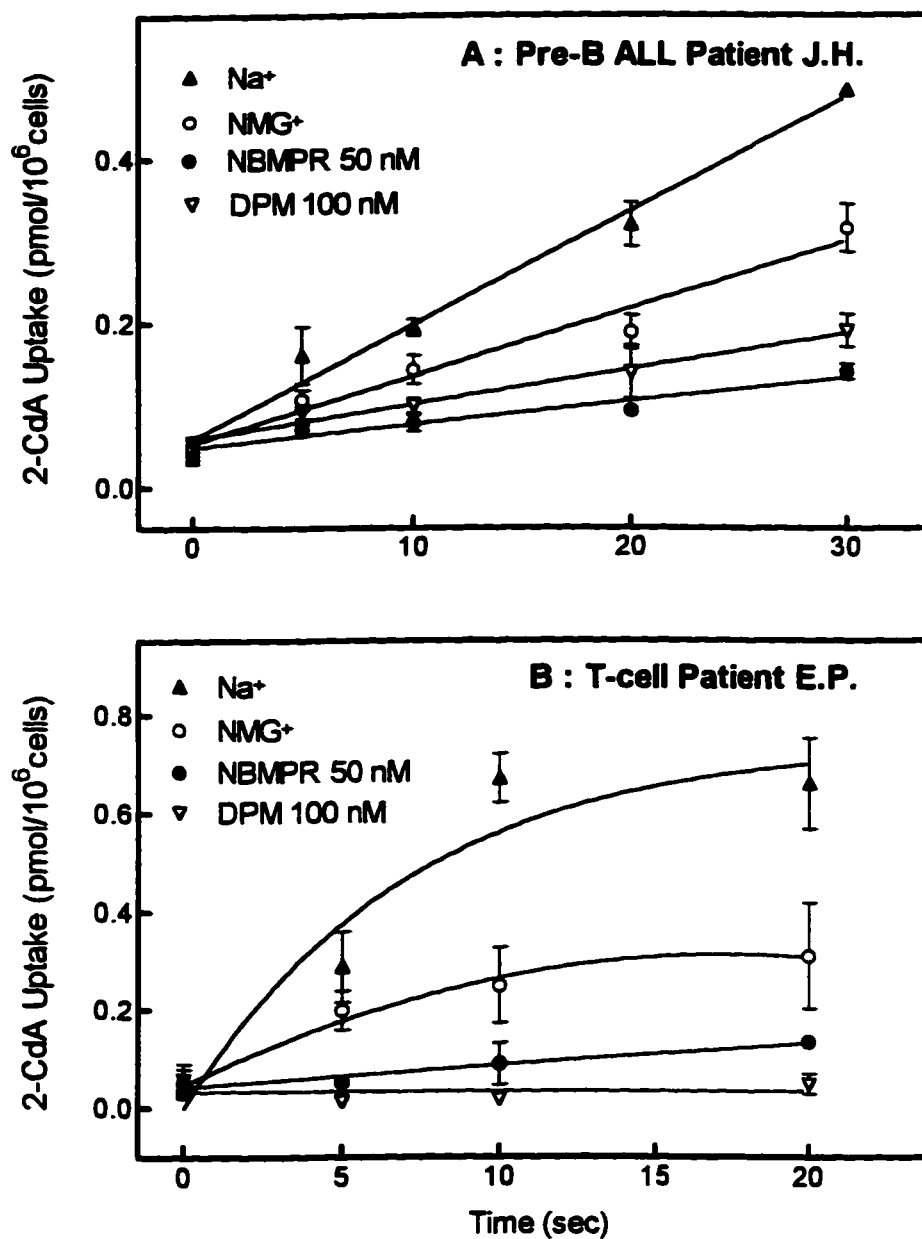 A : Pre-B ALL Patient J.H.
Na⁺
NMG⁺
NBMPR 50 nM
DPM 100 nM
2-CdA Uptake (pmol/10⁶cells)
0.4
0.2
0.0
0 10 20 30
B : T-cell Patient E.P.
Na⁺
NMG⁺
NBMPR 50 nM
DPM 100 nM
2-CdA Uptake (pmol/10⁶cells)
0.8
0.6
0.4
0.2
0.0
0 5 10 15 20
Time (sec)